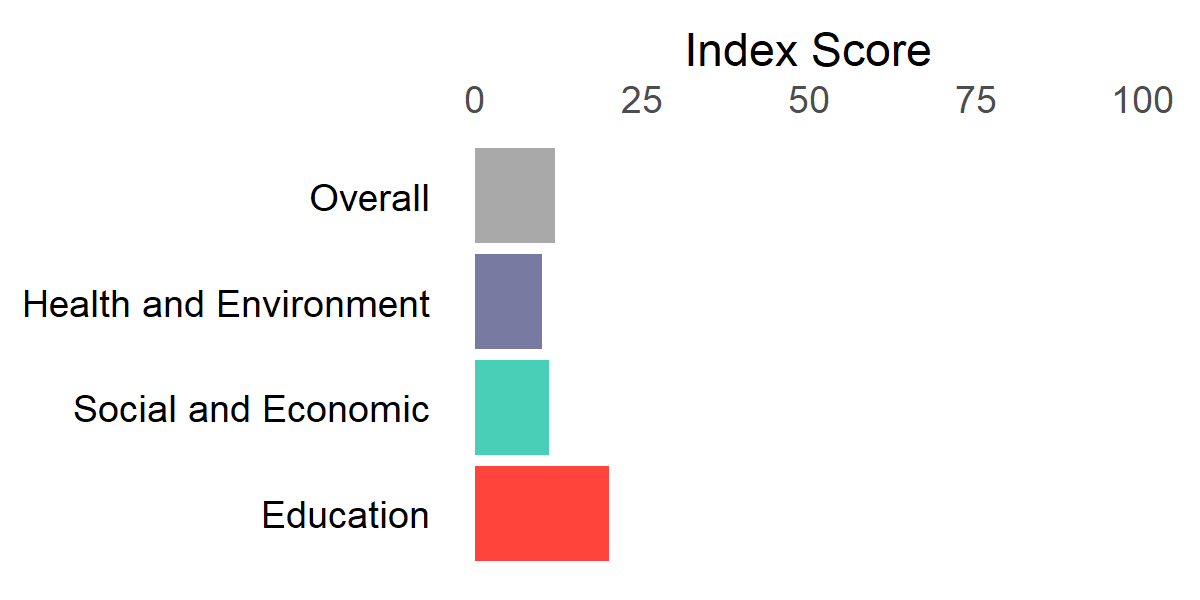 Index Score
0 25 50 75 100
Overall
Health and Environment
Social and Economic
Education